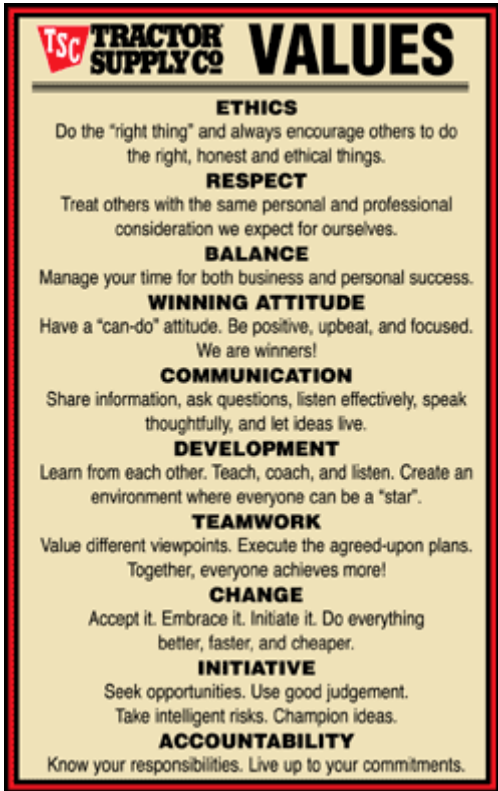 TSC TRACTOR SUPPLY CO VALUES
ETHICS
Do the “right thing” and always encourage others to do
the right, honest and ethical things.
RESPECT
Treat others with the same personal and professional
consideration we expect for ourselves.
BALANCE
Manage your time for both business and personal success.
WINNING ATTITUDE
Have a “can-do” attitude. Be positive, upbeat, and focused.
We are winners!
COMMUNICATION
Share information, ask questions, listen effectively, speak
thoughtfully, and let ideas live.
DEVELOPMENT
Learn from each other. Teach, coach, and listen. Create an
environment where everyone can be a “star”.
TEAMWORK
Value different viewpoints. Execute the agreed-upon plans.
Together, everyone achieves more!
CHANGE
Accept it. Embrace it. Initiate it. Do everything
better, faster, and cheaper.
INITIATIVE
Seek opportunities. Use good judgement.
Take intelligent risks. Champion ideas.
ACCOUNTABILITY
Know your responsibilities. Live up to your commitments.